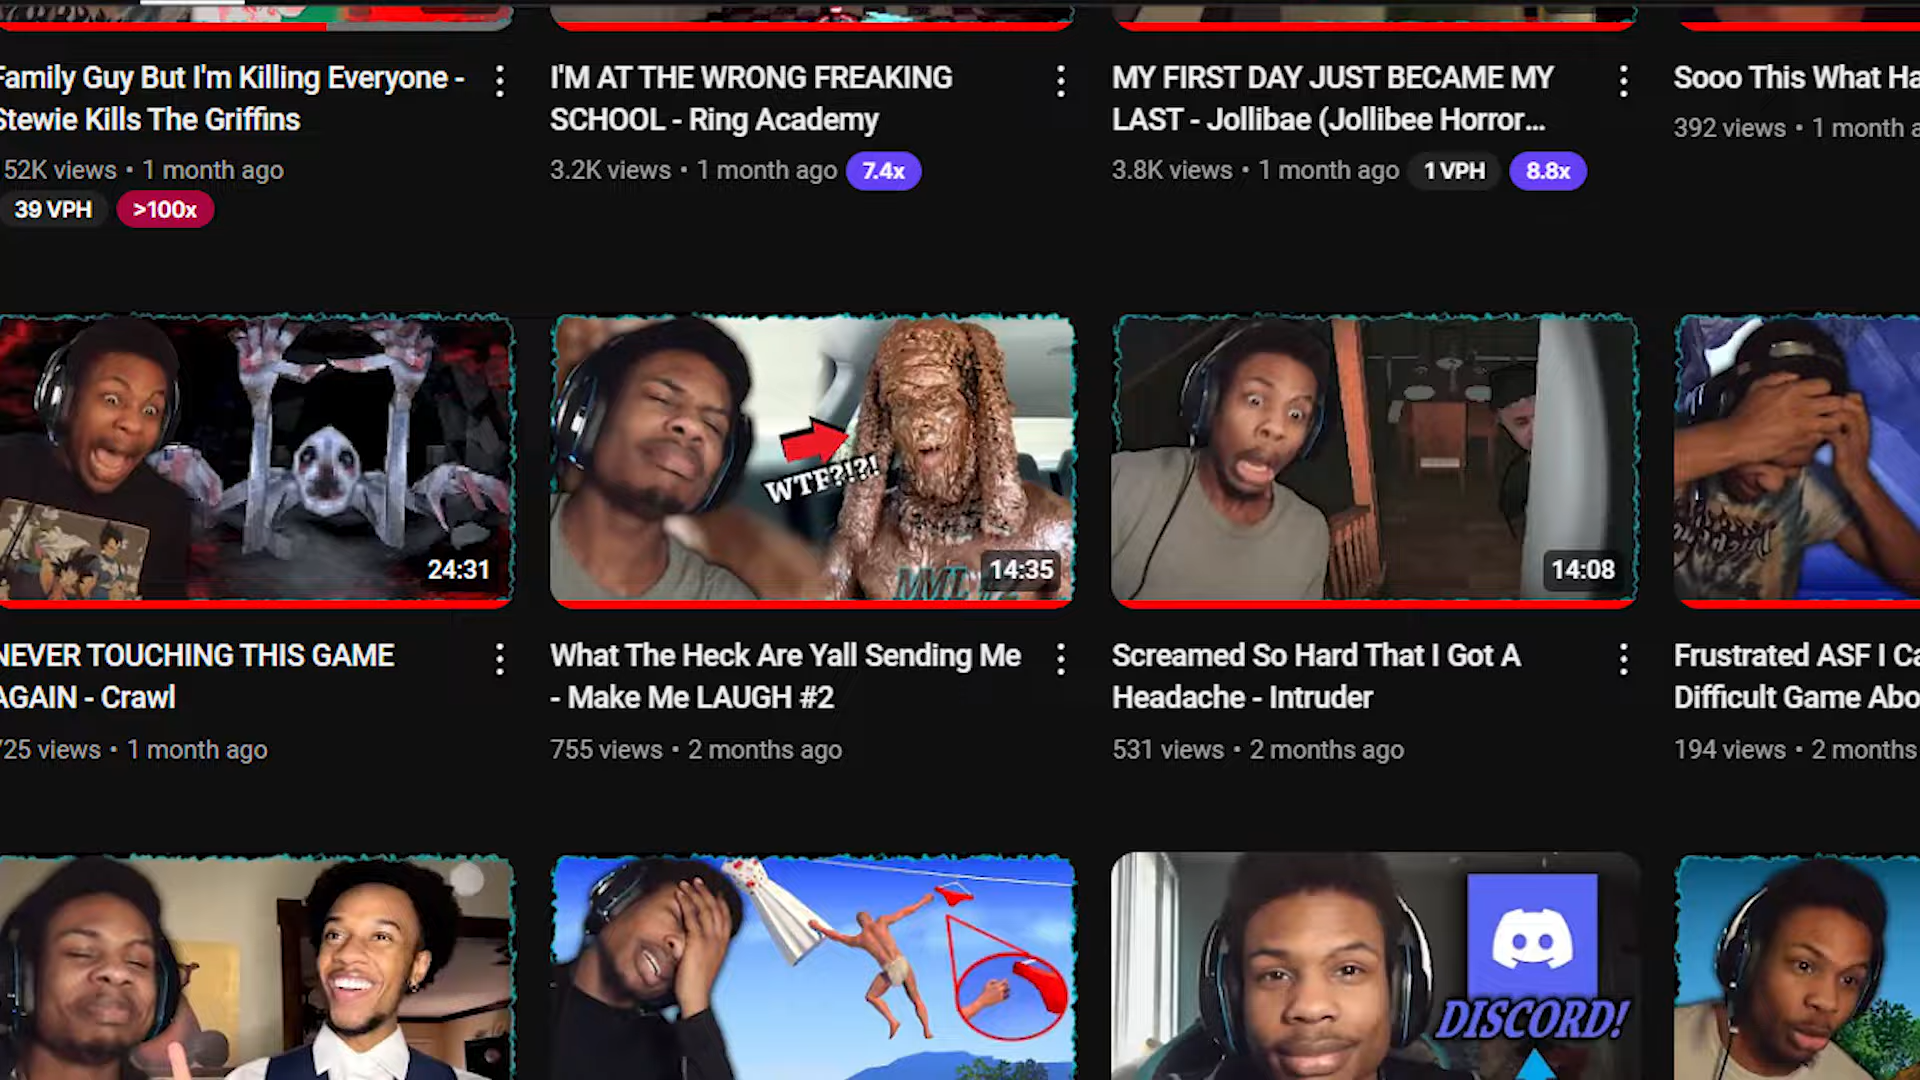 Family Guy But I'm Killing Everyone -
Stewie Kills The Griffins
52K views • 1 month ago
39 VPH >100x
I'M AT THE WRONG FREAKING
SCHOOL - Ring Academy
3.2K views • 1 month ago 7.4x
MY FIRST DAY JUST BECAME MY
LAST - Jollibae (Jollibee Horror...
3.8K views • 1 month ago 1 VPH 8.8x
Sooo This What Ha
392 views • 1 month a
24:31
NEVER TOUCHING THIS GAME
AGAIN - Crawl
725 views • 1 month ago
WTF?!?!
14:35
What The Heck Are Yall Sending Me
- Make Me LAUGH #2
755 views • 2 months ago
14:08
Screamed So Hard That I Got A
Headache - Intruder
531 views • 2 months ago
Frustrated ASF I Ca
Difficult Game Abo
194 views • 2 months
DISCORD!